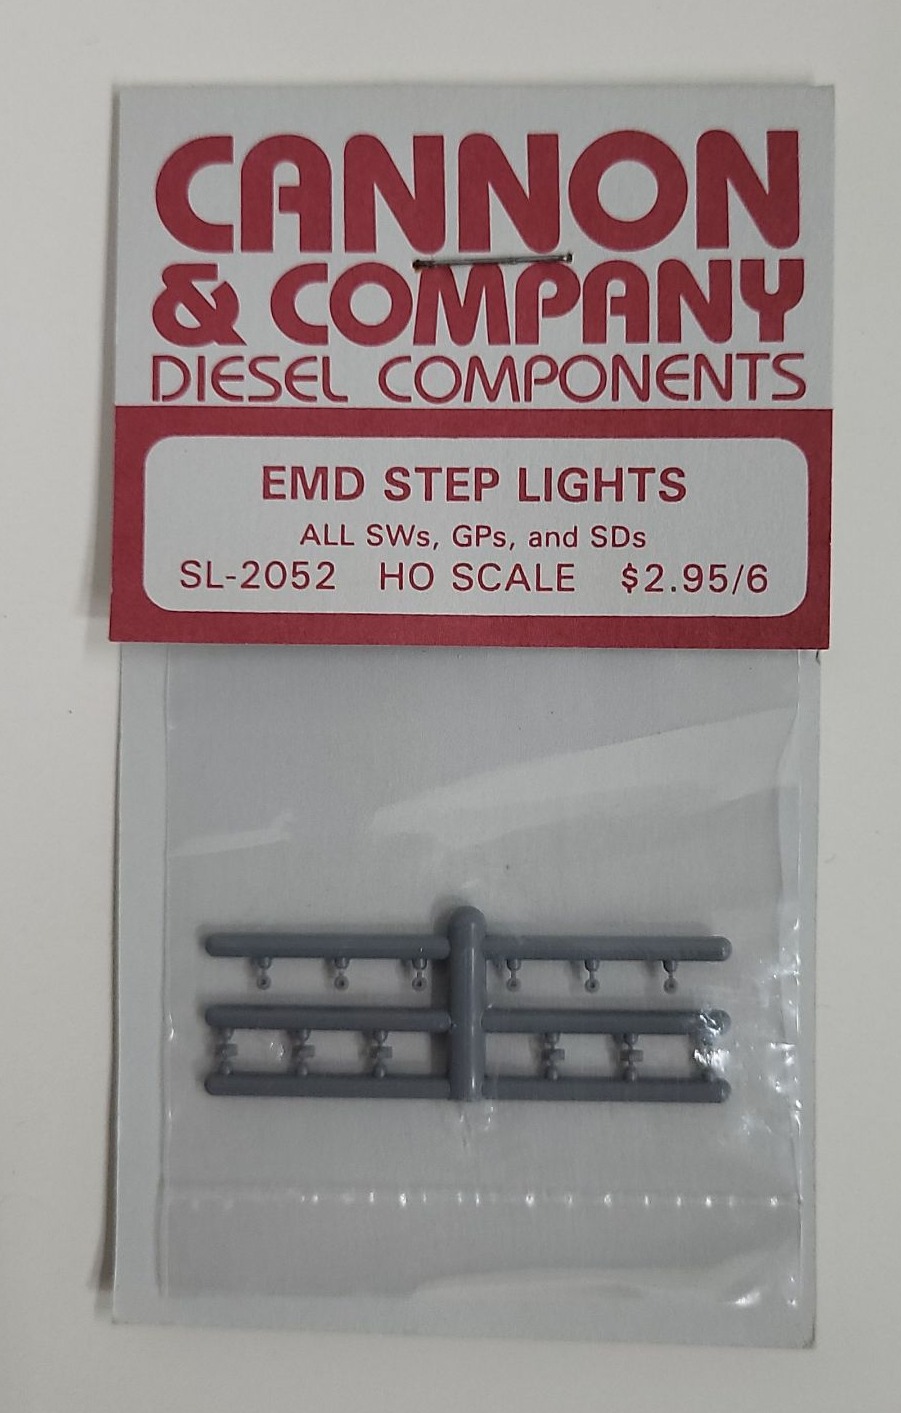 CANNON
& COMPANY
DIESEL COMPONENTS
EMD STEP LIGHTS
ALL SWs, GPs, and SDs
SL-2052 HO SCALE $2.95/6